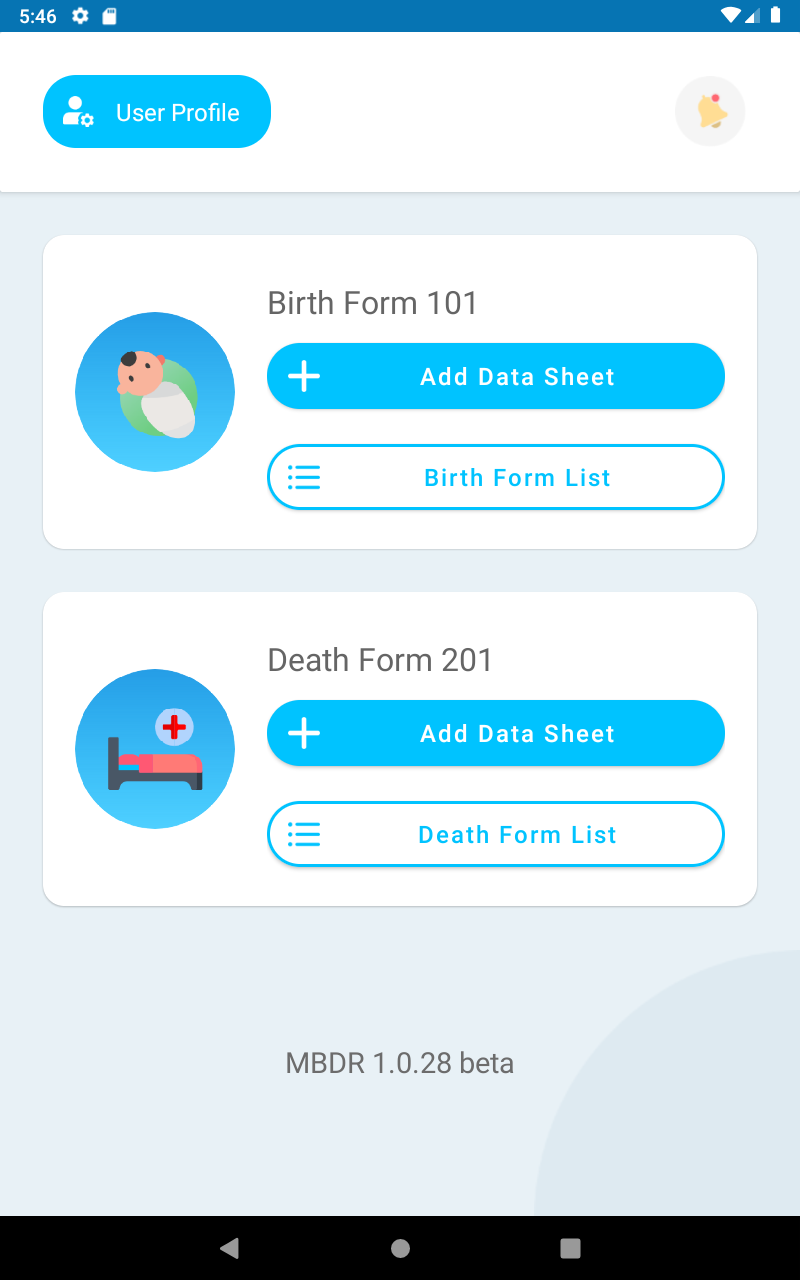 5:46
User Profile
Birth Form 101
Add Data Sheet
Birth Form List
Death Form 201
Add Data Sheet
Death Form List
MBDR 1.0.28 beta